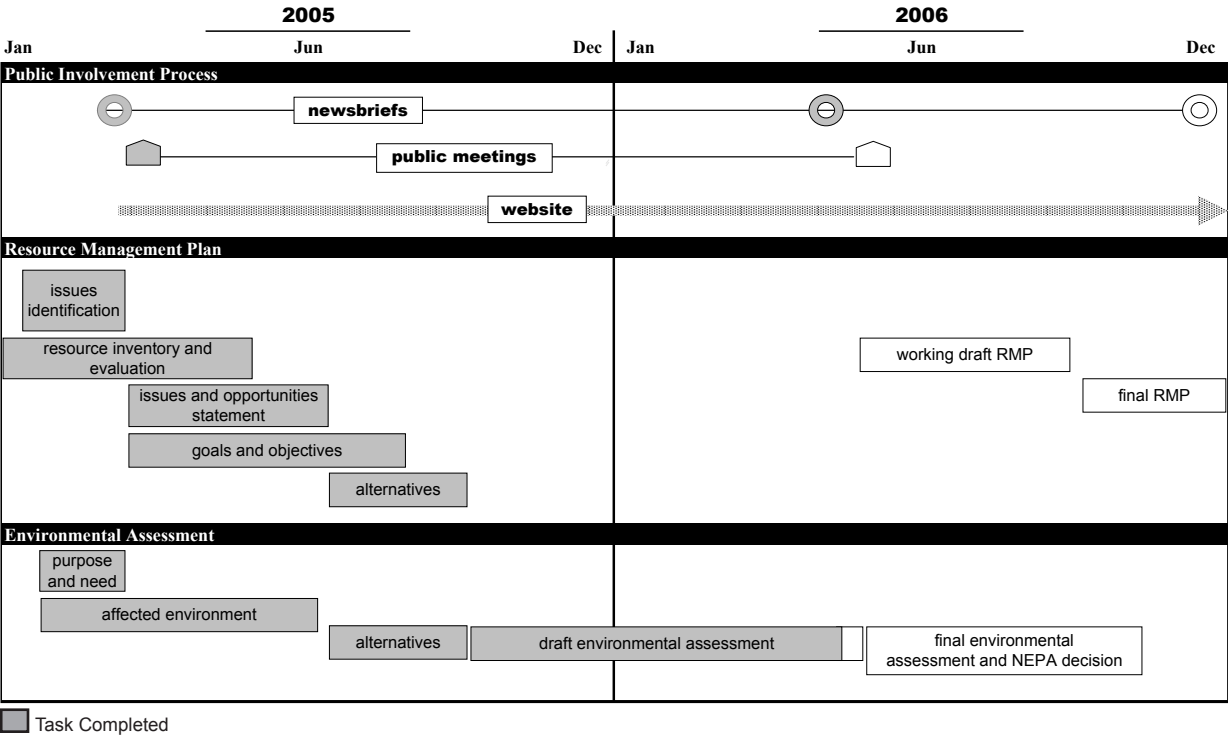 2005 2006
Jan Jun Dec Jan Jun Dec
Public Involvement Process
newsbriefs
public meetings
website
Resource Management Plan
issues
identification
resource inventory and
evaluation
working draft RMP
issues and opportunities
statement
final RMP
goals and objectives
alternatives
Environmental Assessment
purpose
and need
affected environment
alternatives
draft environmental assessment
final environmental
assessment and NEPA decision
Task Completed